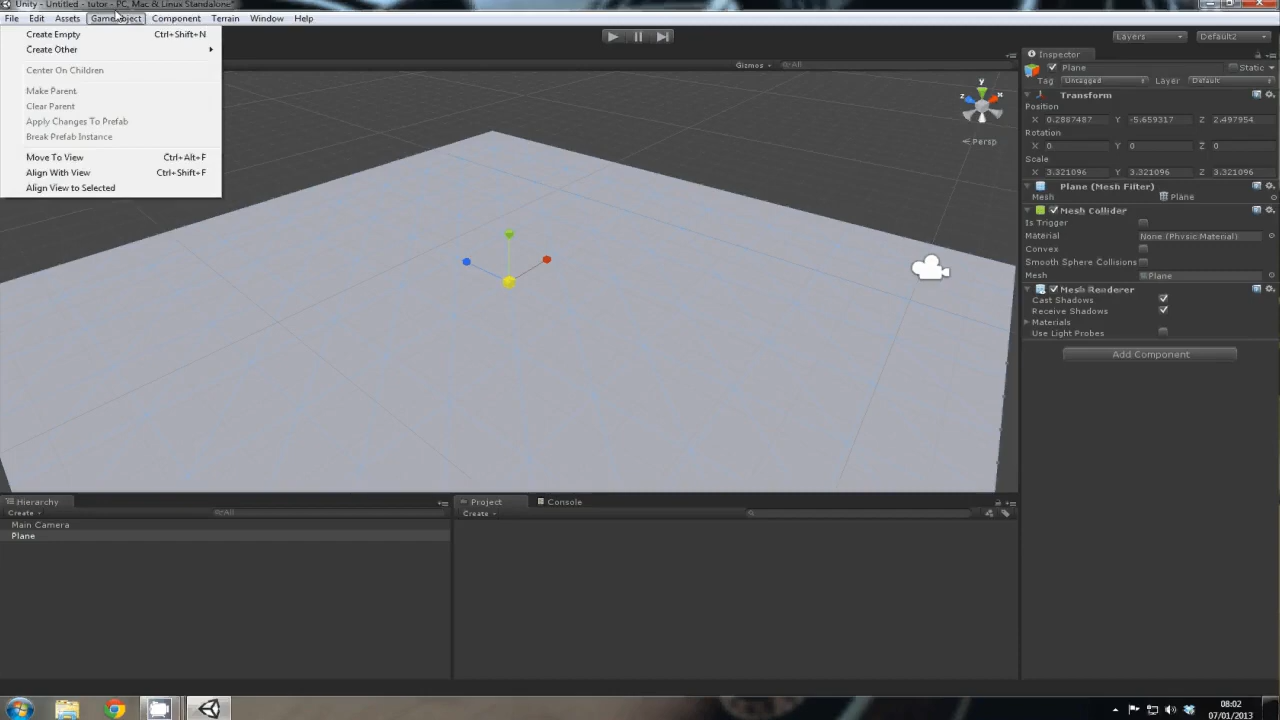 Unity - Untitled - tutor - PC, Mac & Linux Standalone*
File Edit Assets GameObject Component Terrain Window Help
Create Empty Ctrl+Shift+N
Create Other
Center On Children
Make Parent
Clear Parent
Apply Changes To Prefab
Break Prefab Instance
Move To View Ctrl+Alt+F
Align With View Ctrl+Shift+F
Align View to Selected
Layers Default2
Gizmos All
y
z x
Persp
Inspector
Plane Static
Tag Untagged Layer Default
Transform
Position
X 0.2887487 Y -5.659317 Z 2.497954
Rotation
X 0 Y 0 Z 0
Scale
X 3.321096 Y 3.321096 Z 3.321096
Plane (Mesh Filter)
Mesh Plane
Mesh Collider
Is Trigger
Material None (Physic Material)
Convex
Smooth Sphere Collisions
Mesh Plane
Mesh Renderer
Cast Shadows
Receive Shadows
Materials
Use Light Probes
Add Component
Hierarchy
Create All
Main Camera
Plane
Project Console
Create
08:02
07/01/2013